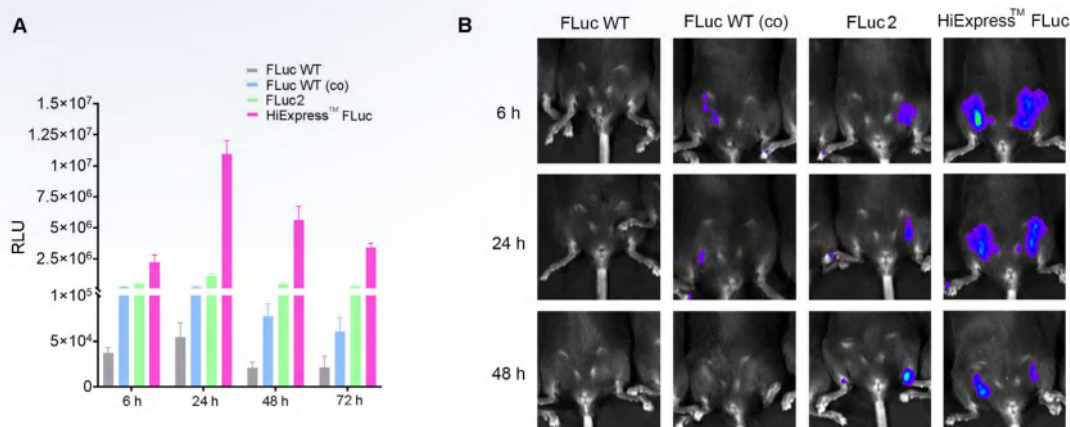 A
FLuc WT
FLuc WT (co)
FLuc2
HiExpress™ FLuc
RLU
1.5×10⁷
1.25×10⁷
1×10⁷
7.5×10⁶
5×10⁶
2.5×10⁶
1×10⁵
5×10⁴
0
6 h
24 h
48 h
72 h
B
FLuc WT
FLuc WT (co)
FLuc2
HiExpress™ FLuc
6 h
24 h
48 h